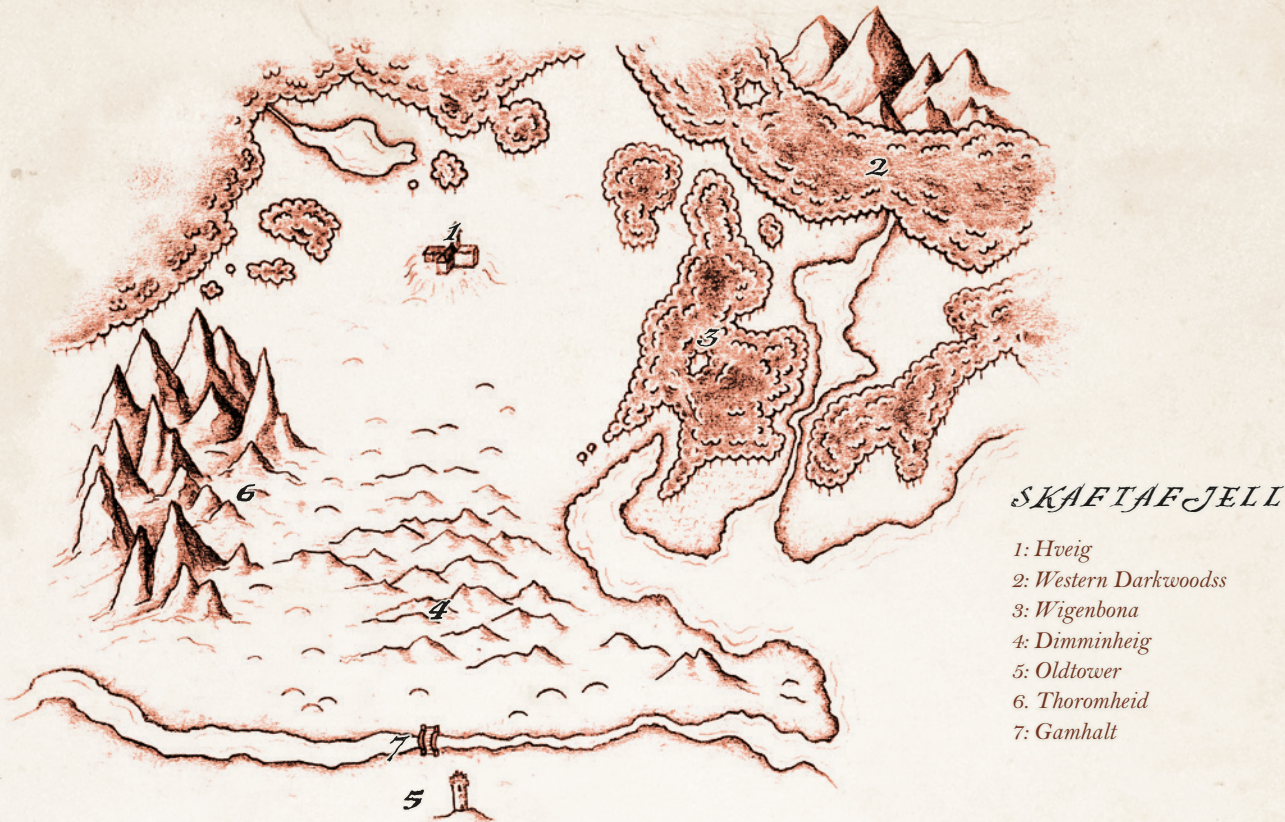 1
2
3
6
4
7
5
SKAFTAFJELL
1: Hveig
2: Western Darkwoodss
3: Wigenbona
4: Dimminheig
5: Oldtower
6. Thoromheid
7: Gamhalt